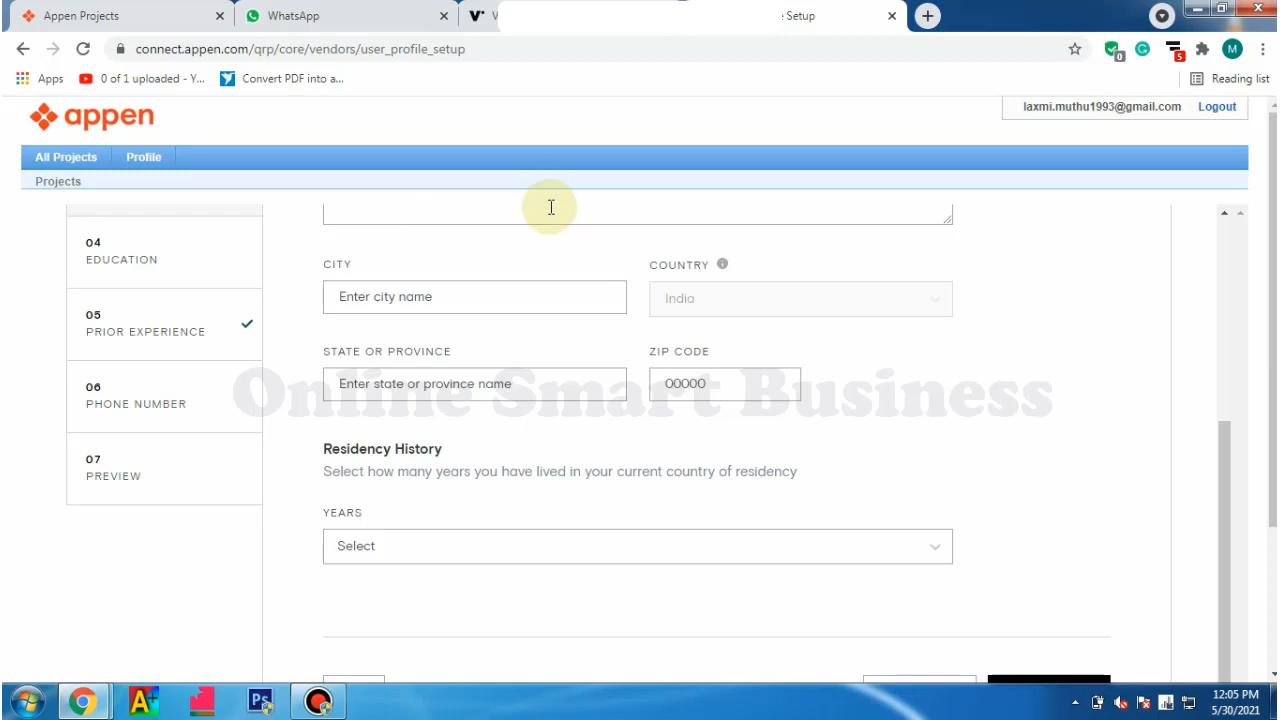 Appen Projects
WhatsApp
Setup
connect.appen.com/qrp/core/vendors/user_profile_setup
0
5
M
Apps
0 of 1 uploaded - Y...
Convert PDF into a...
Reading list
appen
laxmi.muthu1993@gmail.com
Logout
All Projects
Profile
Projects
04
EDUCATION
05
PRIOR EXPERIENCE
06
PHONE NUMBER
07
PREVIEW
CITY
Enter city name
COUNTRY
India
STATE OR PROVINCE
Enter state or province name
ZIP CODE
00000
Online Smart Business
Residency History
Select how many years you have lived in your current country of residency
YEARS
Select
Ps
12:05 PM
5/30/2021